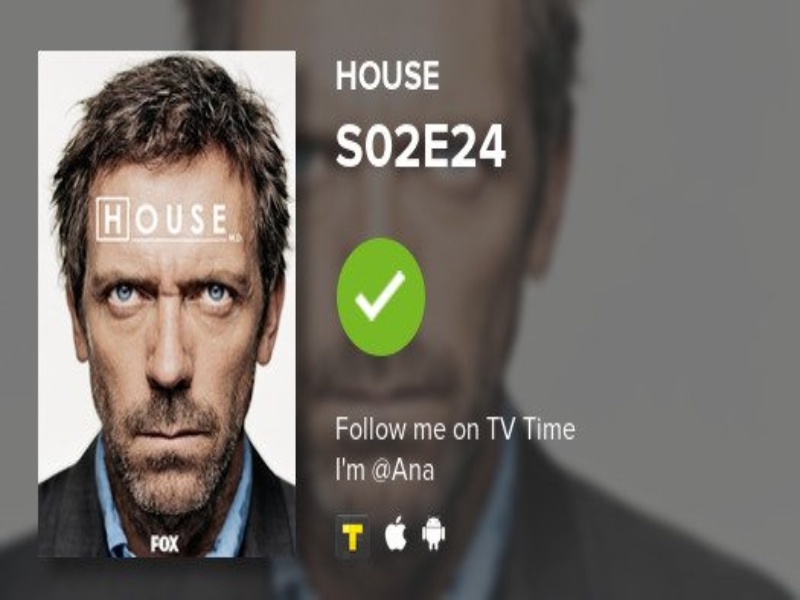 HOUSE M.D.
FOX
HOUSE
S02E24
Follow me on TV Time
I'm @Ana
T